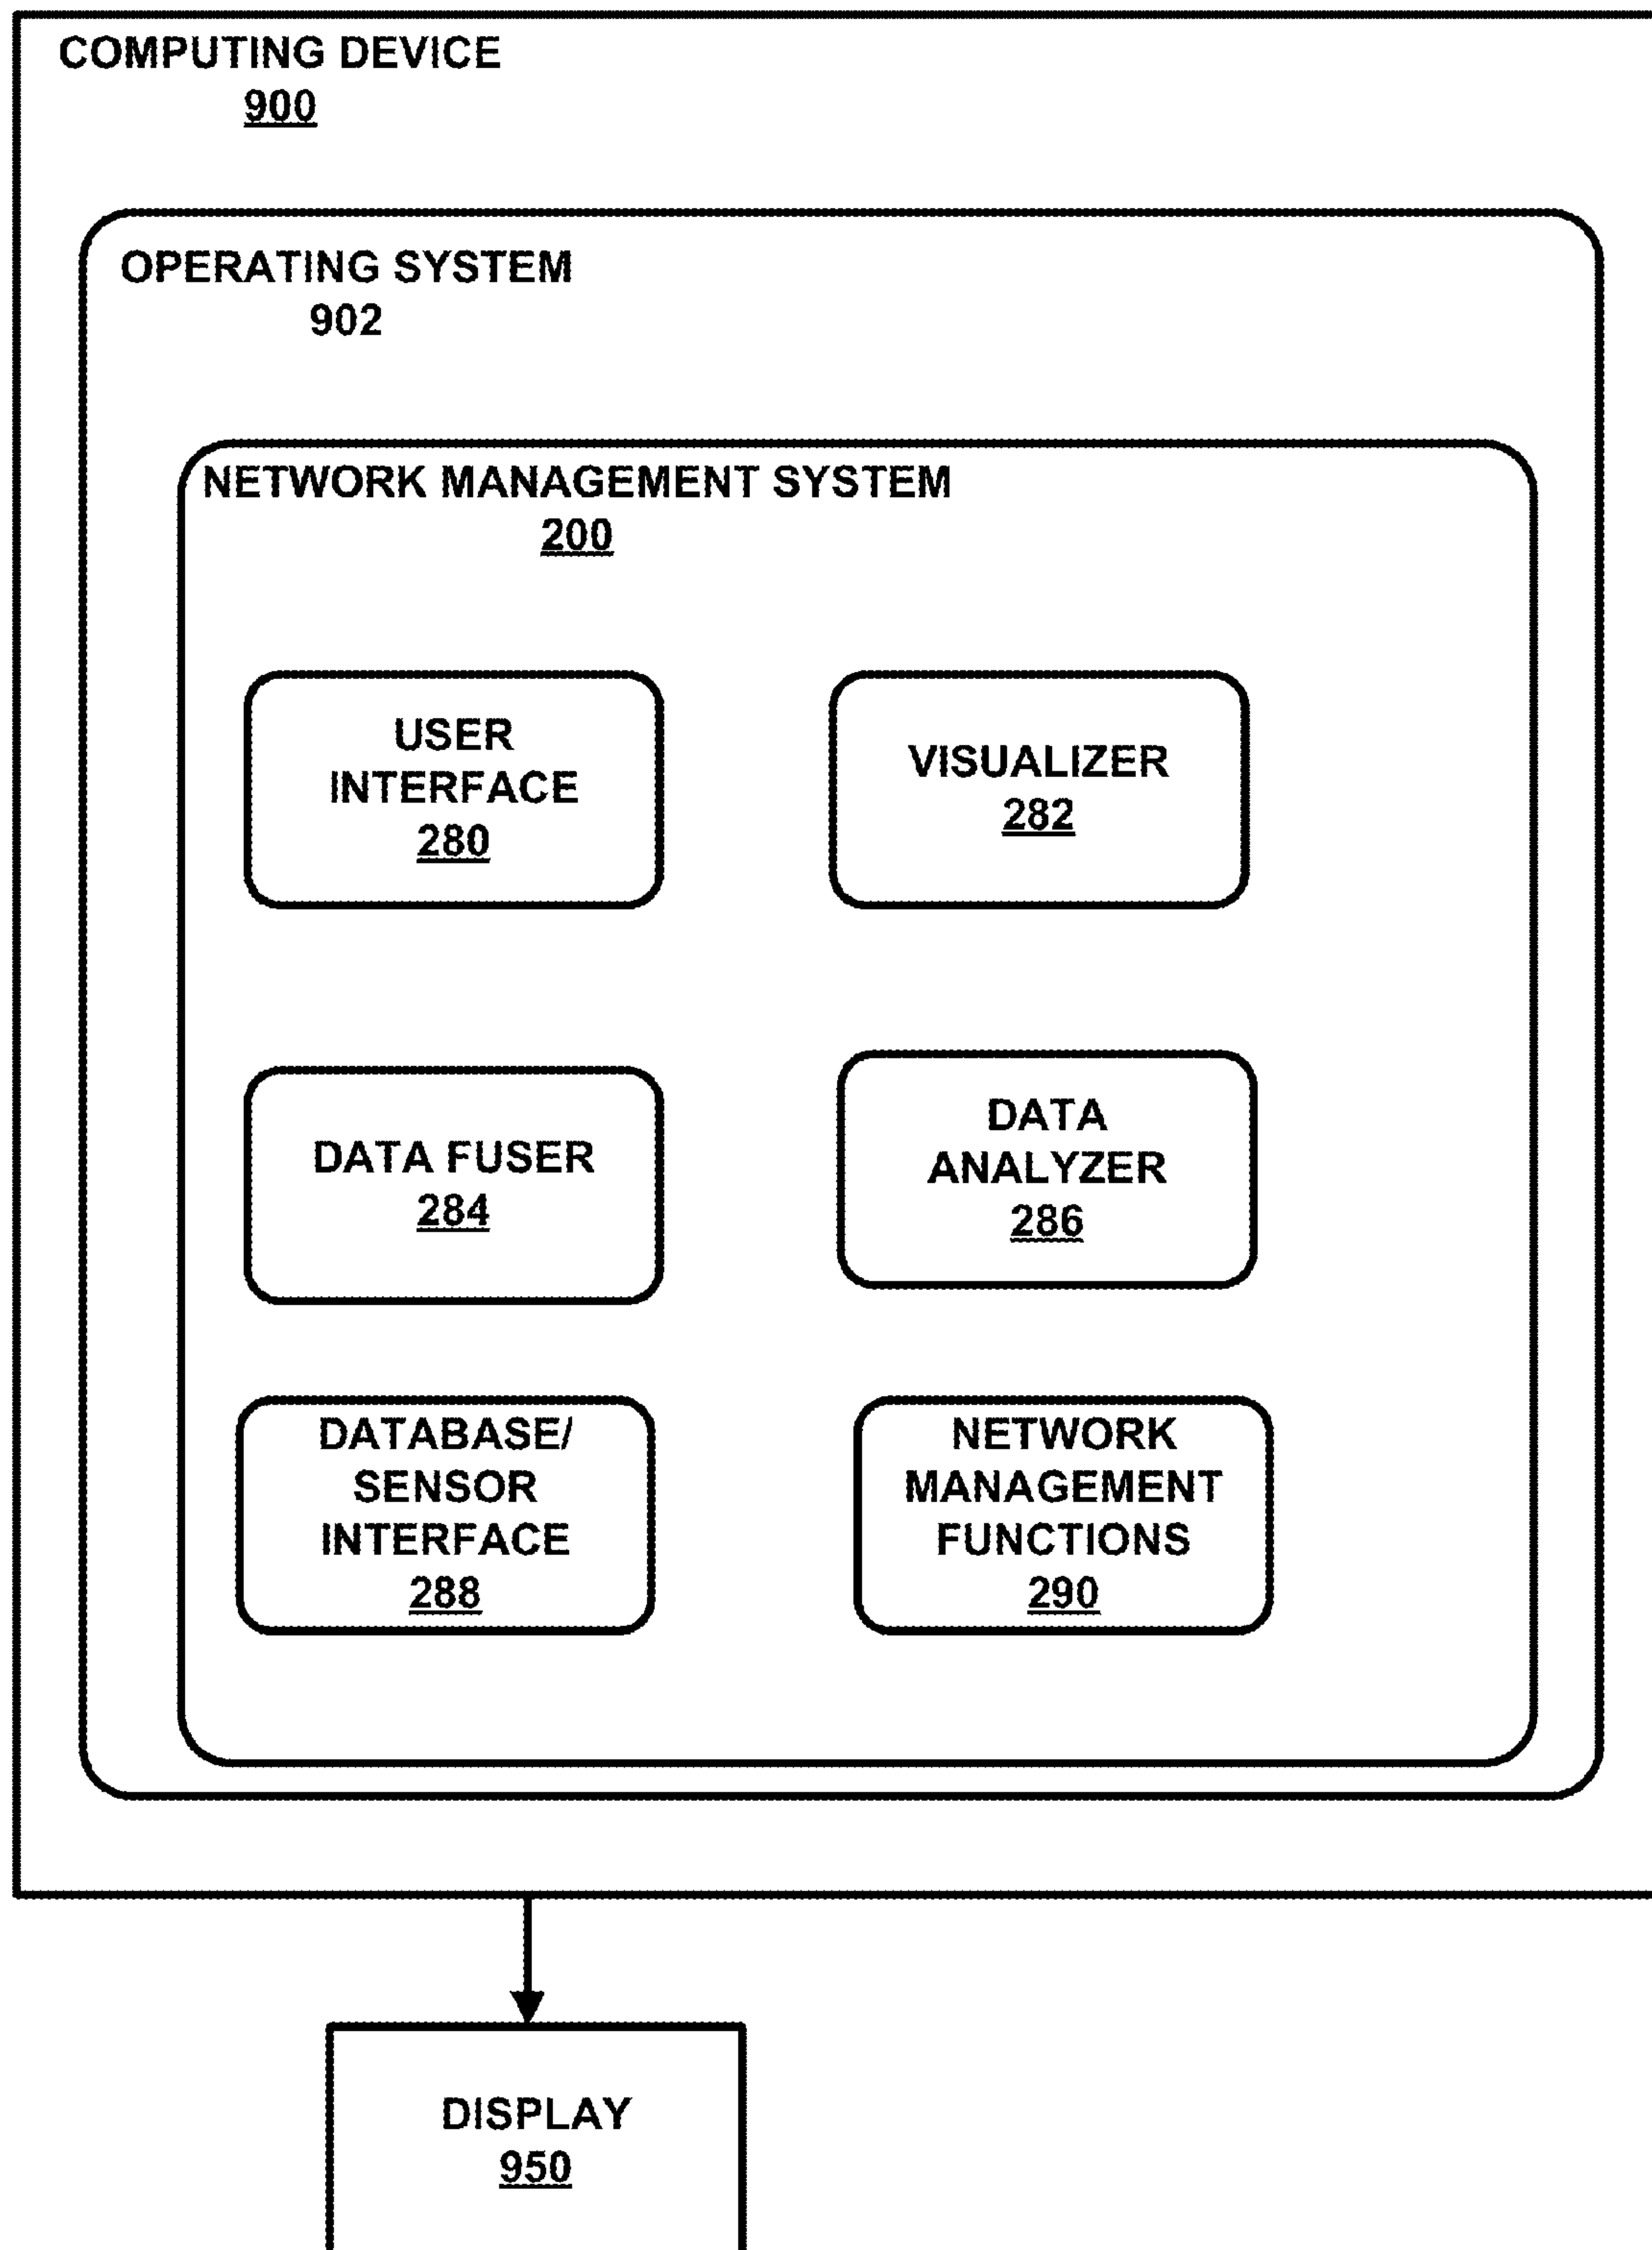 COMPUTING DEVICE
900
OPERATING SYSTEM
902
NETWORK MANAGEMENT SYSTEM
200
USER
INTERFACE
280
VISUALIZER
282
DATA FUSER
284
DATA
ANALYZER
286
DATABASE/
SENSOR
INTERFACE
288
NETWORK
MANAGEMENT
FUNCTIONS
290
DISPLAY
950